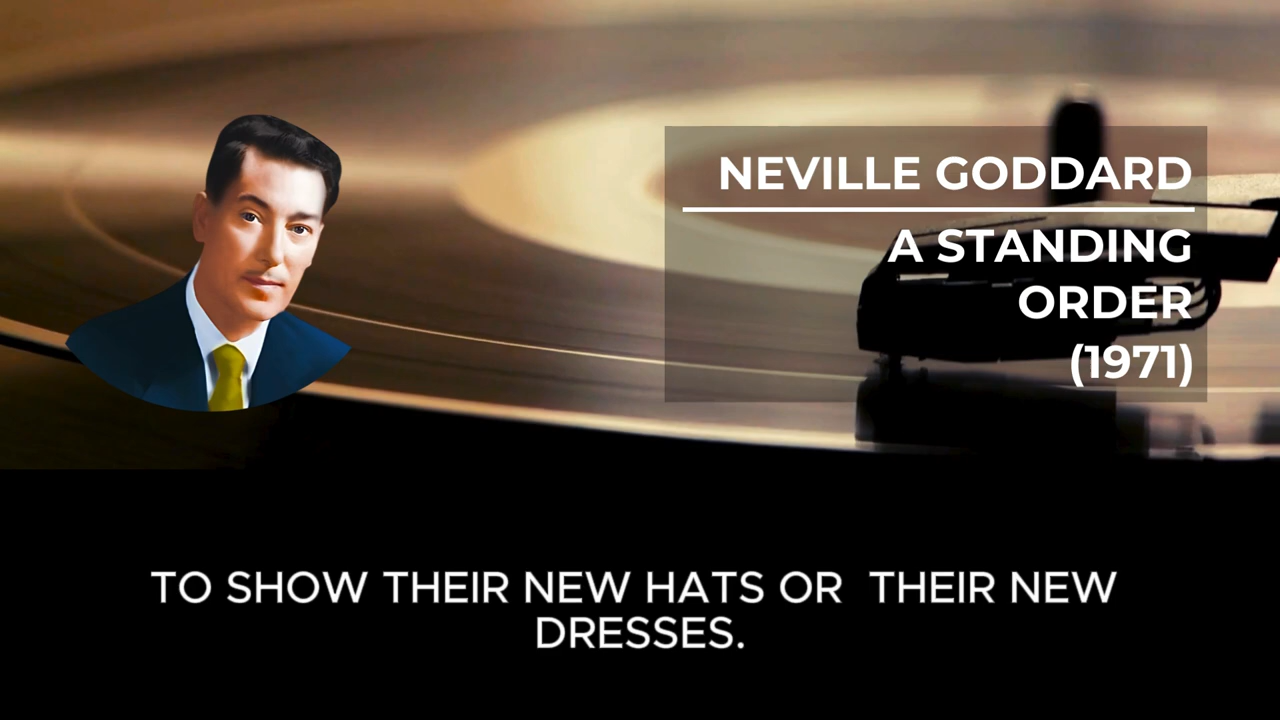 NEVILLE GODDARD
A STANDING
ORDER
(1971)
TO SHOW THEIR NEW HATS OR THEIR NEW
DRESSES.